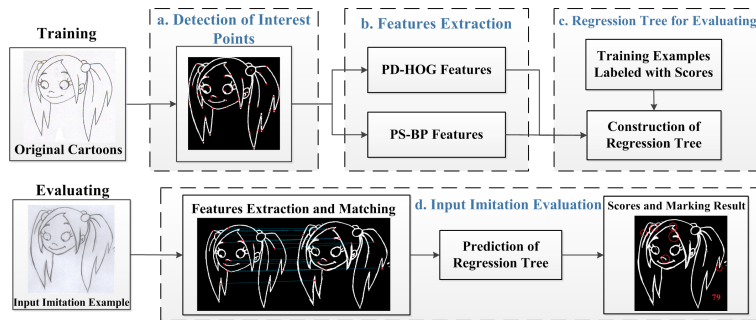 Training
Original Cartoons
a. Detection of Interest
Points
b. Features Extraction
PD-HOG Features
PS-BP Features
c. Regression Tree for Evaluating
Training Examples
Labeled with Scores
Construction of
Regression Tree
Evaluating
Input Imitation Example
Features Extraction and Matching
d. Input Imitation Evaluation
Prediction of
Regression Tree
Scores and Marking Result
79